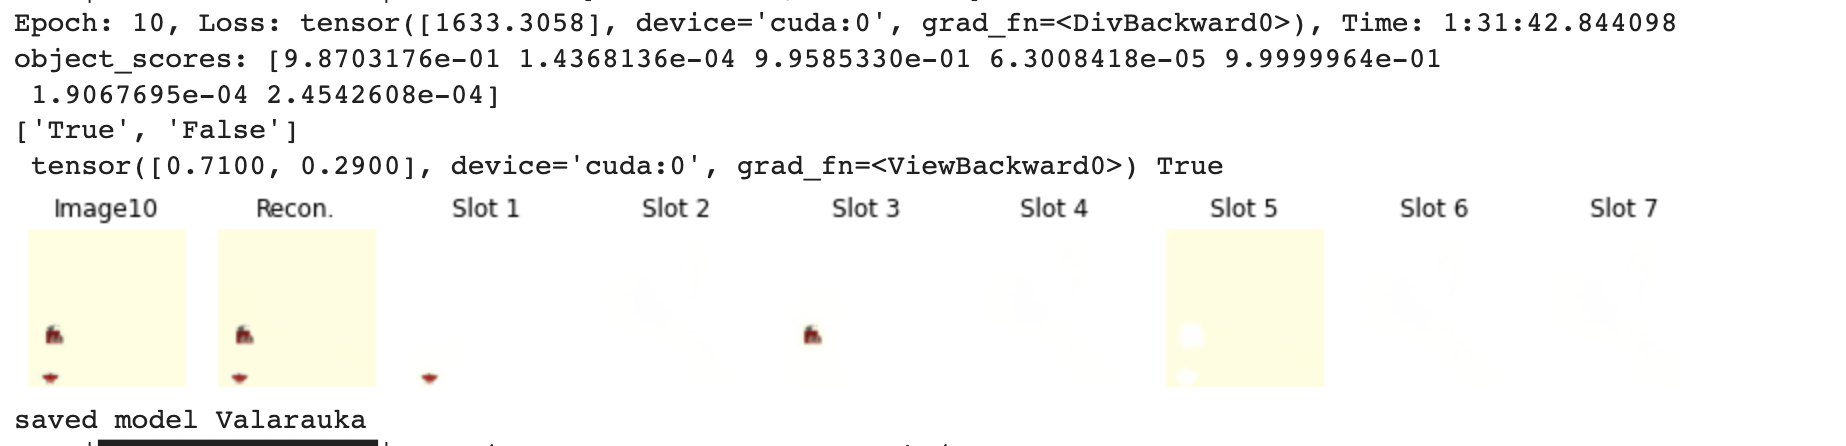 Epoch: 10, Loss: tensor([1633.3058], device='cuda:0', grad_fn=<DivBackward0>), Time: 1:31:42.844098
object_scores: [9.8703176e-01 1.4368136e-04 9.9585330e-01 6.3008418e-05 9.9999964e-01
1.9067695e-04 2.4542608e-04]
['True', 'False']
tensor([0.7100, 0.2900], device='cuda:0', grad_fn=<ViewBackward0>) True
Image10 Recon. Slot 1 Slot 2 Slot 3 Slot 4 Slot 5 Slot 6 Slot 7
saved model Valarauka